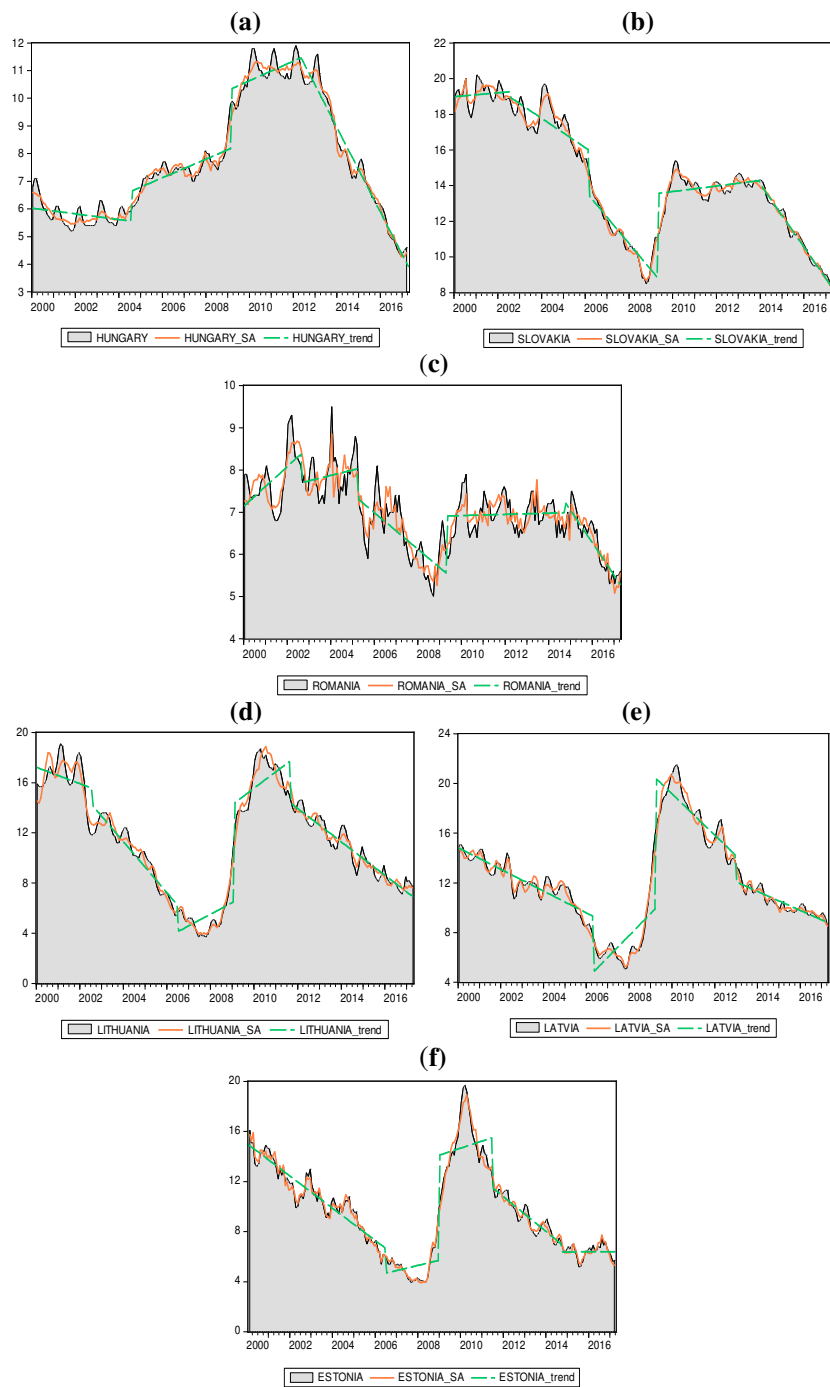 (a)
12
11
10
9
8
7
6
5
4
3
2000 2002 2004 2006 2008 2010 2012 2014 2016
HUNGARY HUNGARY_SA HUNGARY_trend
(b)
22
20
18
16
14
12
10
8
2000 2002 2004 2006 2008 2010 2012 2014 2016
SLOVAKIA SLOVAKIA_SA SLOVAKIA_trend
(c)
10
9
8
7
6
5
4
2000 2002 2004 2006 2008 2010 2012 2014 2016
ROMANIA ROMANIA_SA ROMANIA_trend
(d)
20
16
12
8
4
0
2000 2002 2004 2006 2008 2010 2012 2014 2016
LITHUANIA LITHUANIA_SA LITHUANIA_trend
(e)
24
20
16
12
8
4
2000 2002 2004 2006 2008 2010 2012 2014 2016
LATVIA LATVIA_SA LATVIA_trend
(f)
20
16
12
8
4
0
2000 2002 2004 2006 2008 2010 2012 2014 2016
ESTONIA ESTONIA_SA ESTONIA_trend